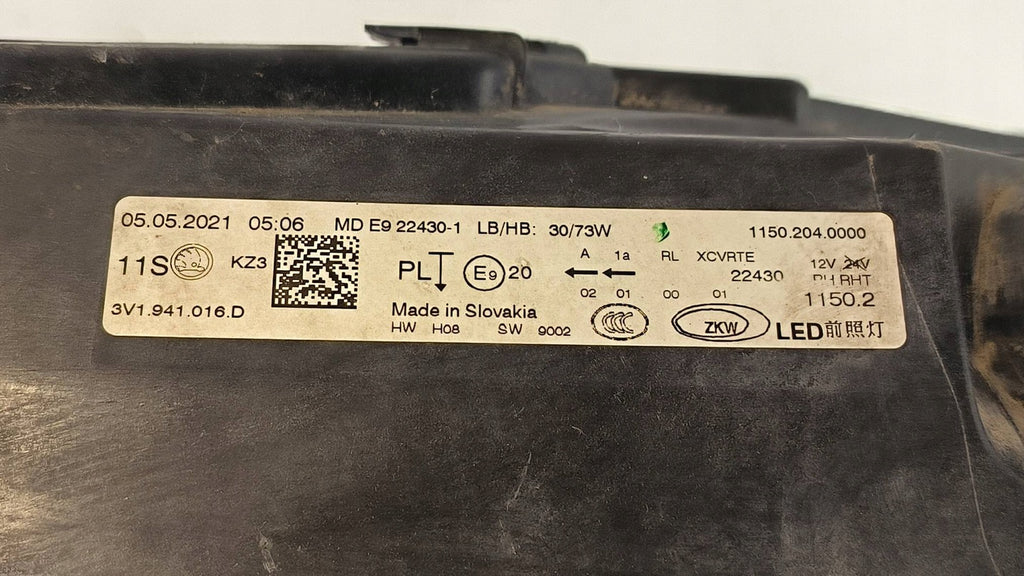 05.05.2021 05:06 MD E9 22430-1 LB/HB: 30/73W 1150.204.0000
11S KZ3 PL E9 20 A 1a RL XCVRTE 12V 24V
22430 RHT
02 01 00 01 1150.2
3V1.941.016.D Made in Slovakia CCC ZKW LED前照灯
HW H08 SW 9002